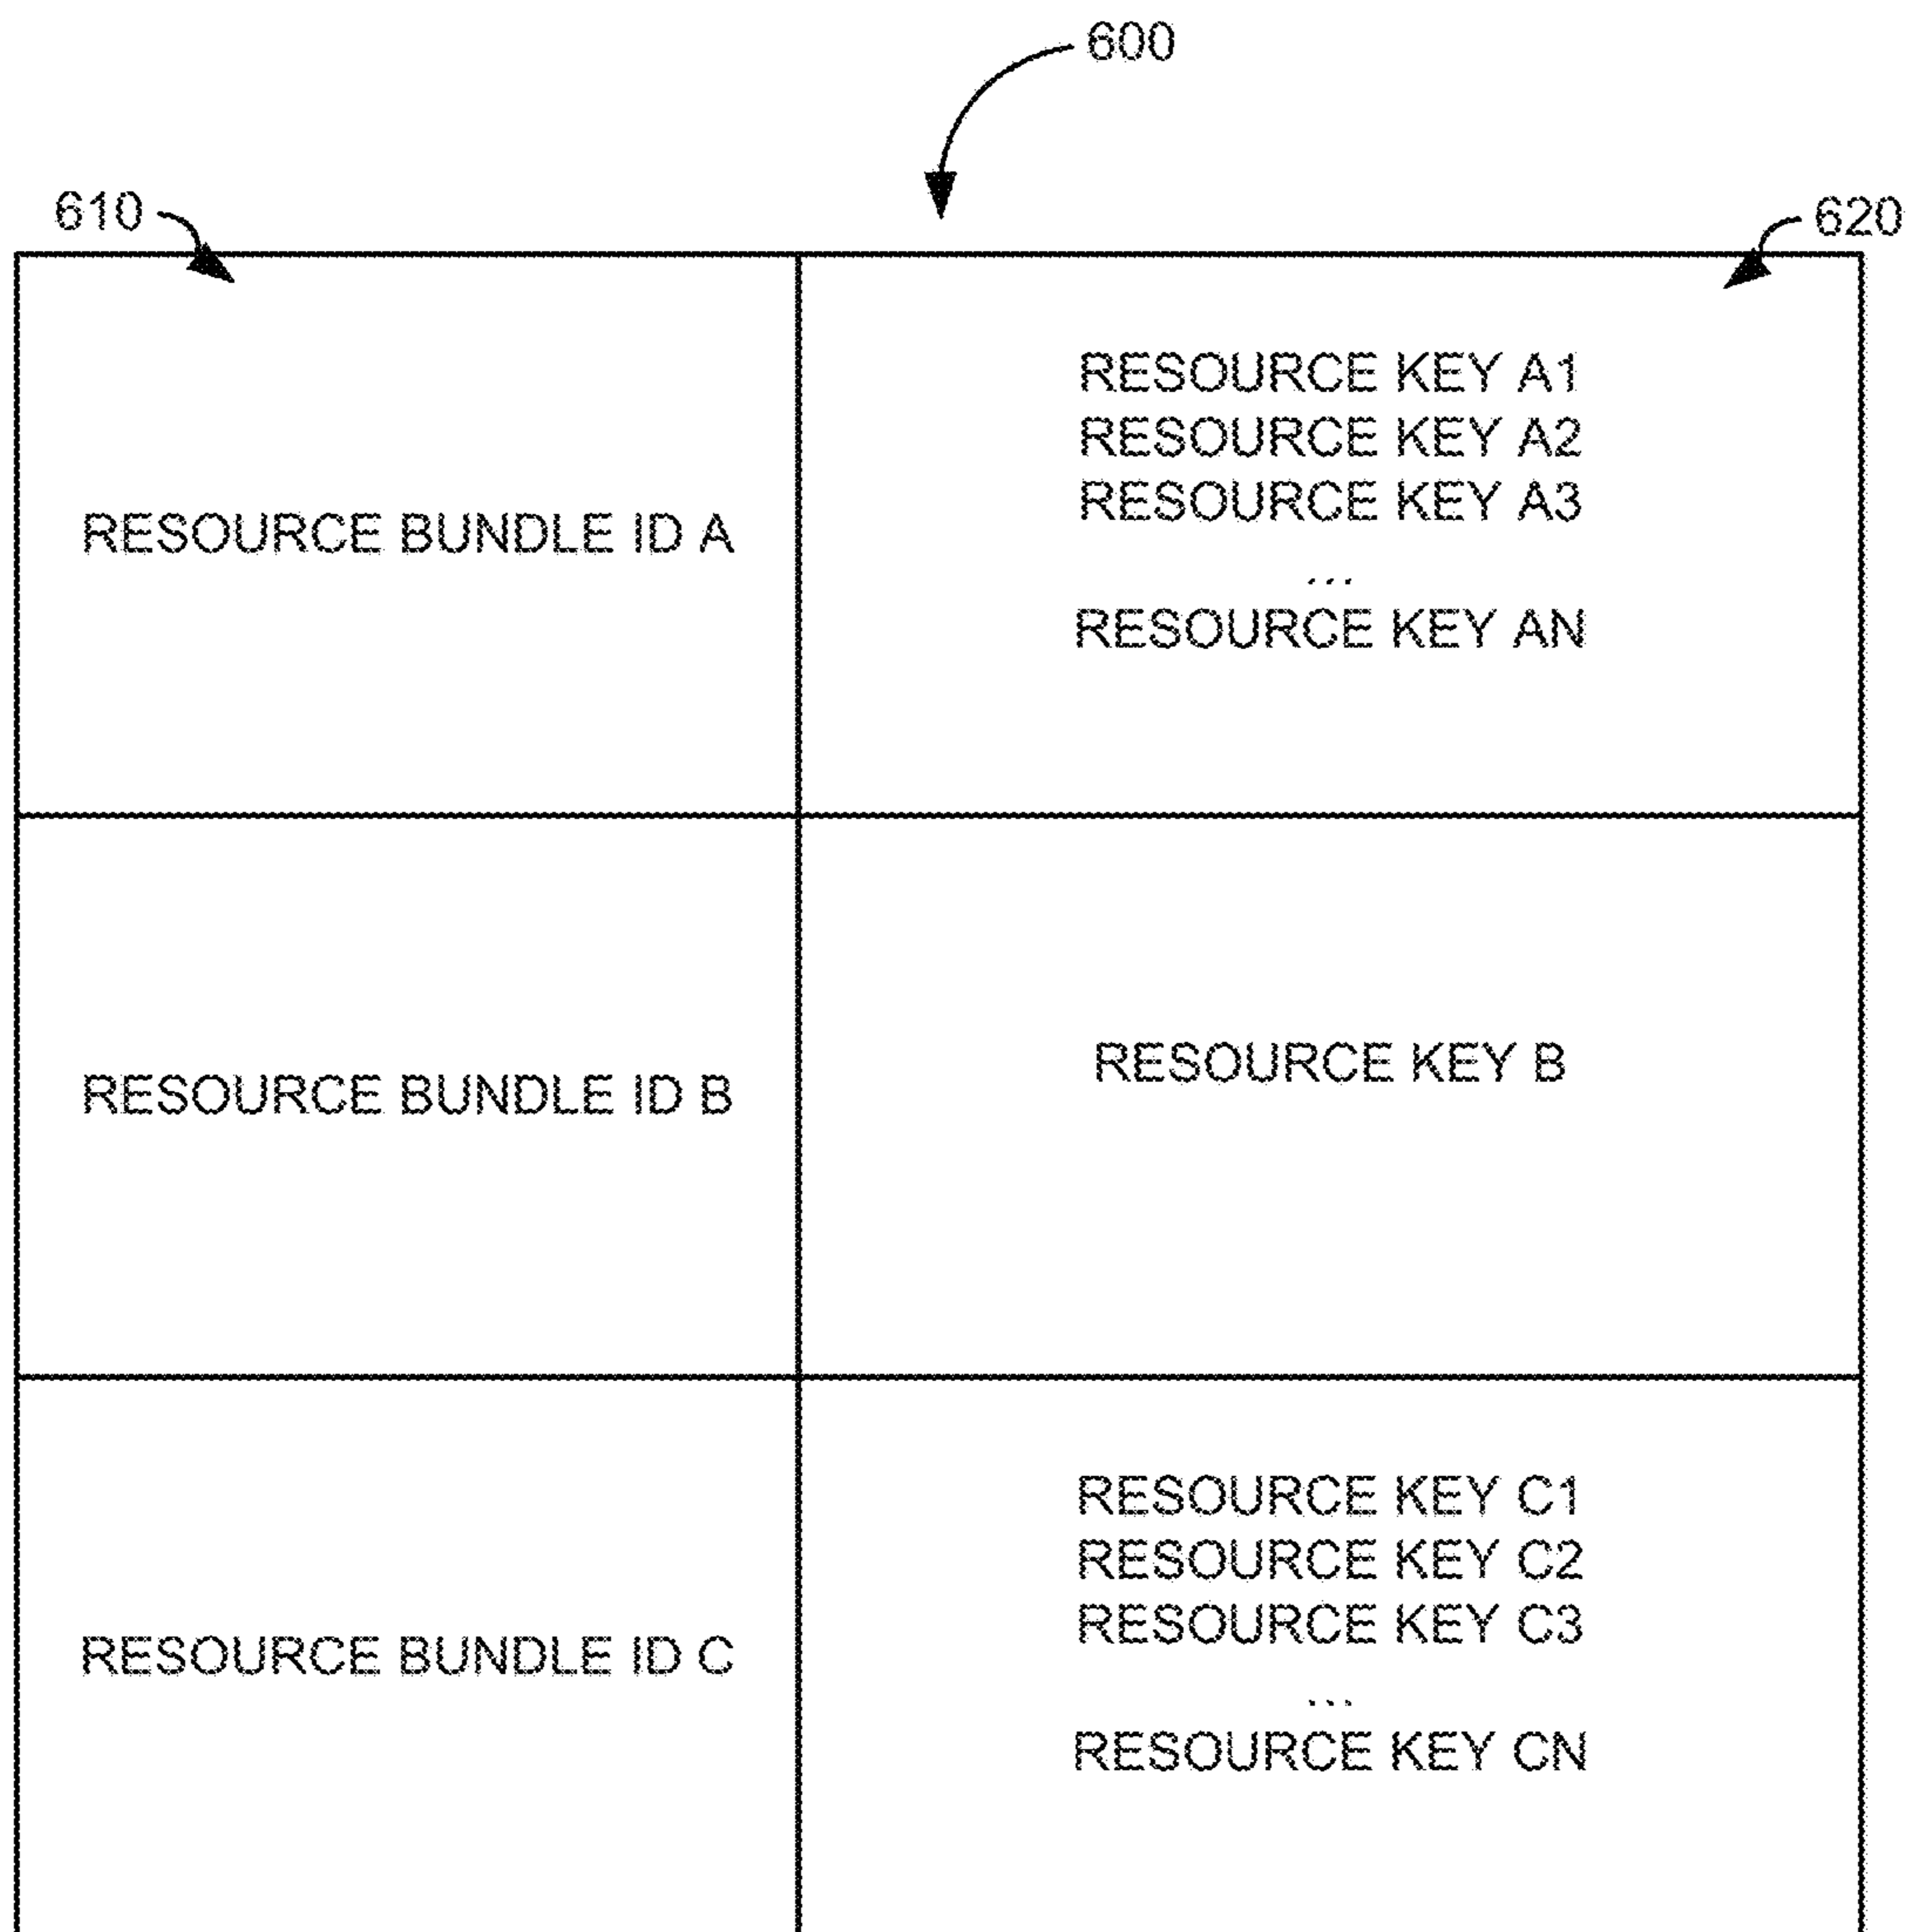 600
610
620
RESOURCE BUNDLE ID A
RESOURCE KEY A1
RESOURCE KEY A2
RESOURCE KEY A3
...
RESOURCE KEY AN
RESOURCE BUNDLE ID B
RESOURCE KEY B
RESOURCE BUNDLE ID C
RESOURCE KEY C1
RESOURCE KEY C2
RESOURCE KEY C3
...
RESOURCE KEY CN